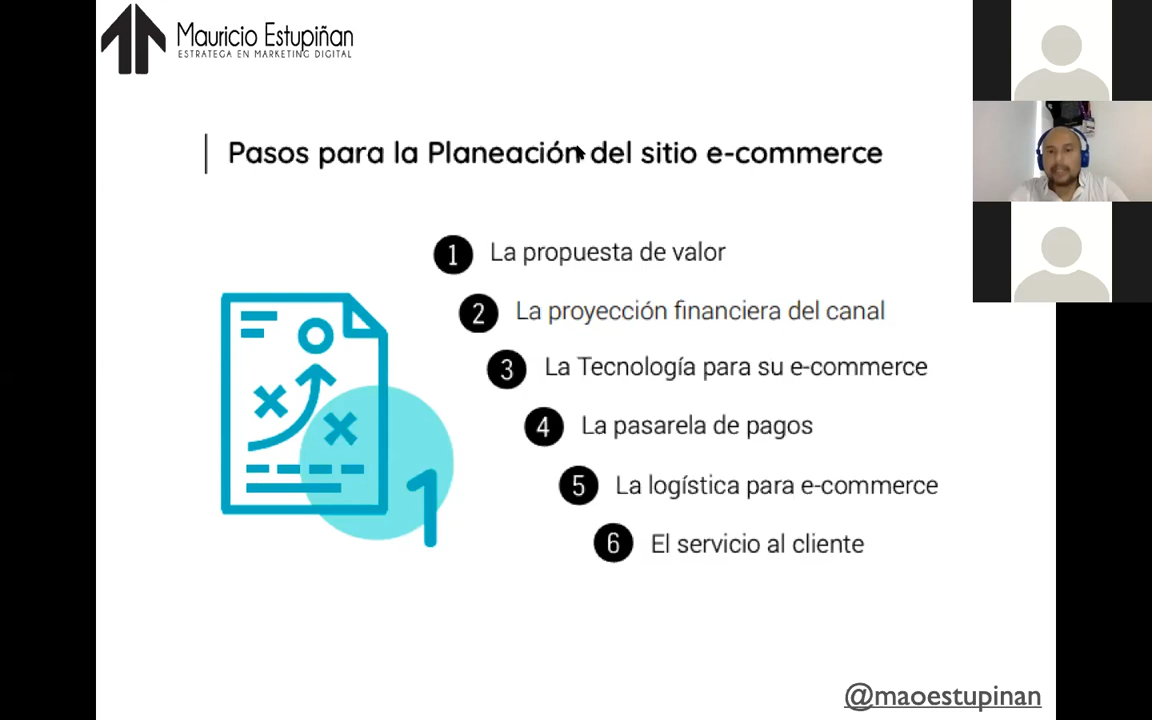 Mauricio Estupiñan
ESTRATEGA EN MARKETING DIGITAL
Pasos para la Planeación del sitio e-commerce
1 La propuesta de valor
2 La proyección financiera del canal
3 La Tecnología para su e-commerce
4 La pasarela de pagos
5 La logística para e-commerce
6 El servicio al cliente
1
@maoestupinan